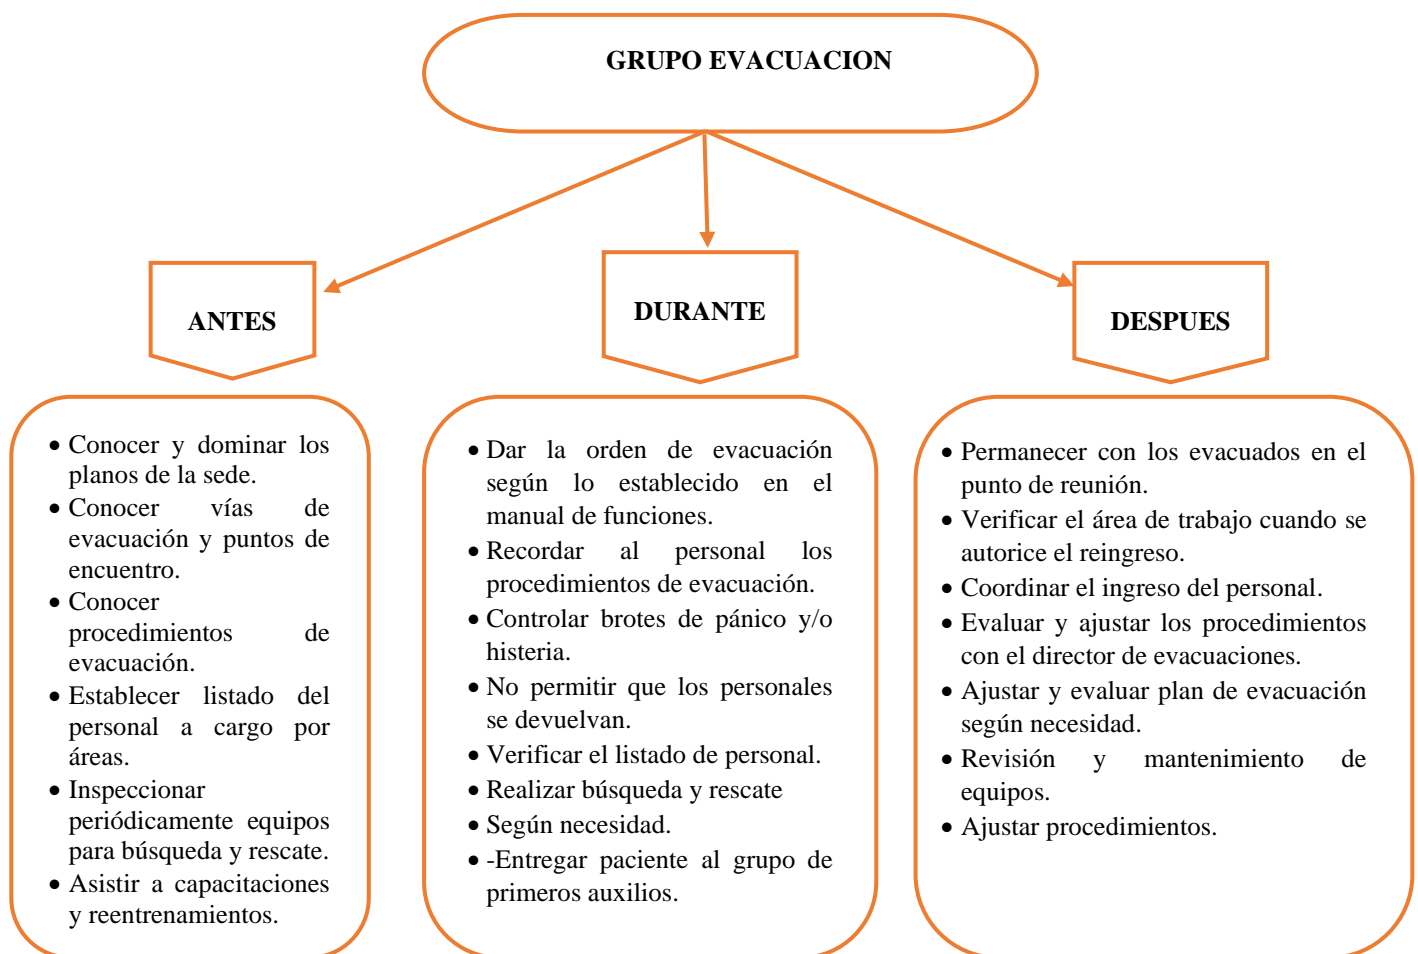 GRUPO EVACUACION
ANTES
DURANTE
DESPUES
• Conocer y dominar los
planos de la sede.
• Conocer vías de
evacuación y puntos de
encuentro.
• Conocer
procedimientos de
evacuación.
• Establecer listado del
personal a cargo por
áreas.
• Inspeccionar
periódicamente equipos
para búsqueda y rescate.
• Asistir a capacitaciones
y reentrenamientos.
• Dar la orden de evacuación
según lo establecido en el
manual de funciones.
• Recordar al personal los
procedimientos de evacuación.
• Controlar brotes de pánico y/o
histeria.
• No permitir que los personales
se devuelvan.
• Verificar el listado de personal.
• Realizar búsqueda y rescate
• Según necesidad.
• -Entregar paciente al grupo de
primeros auxilios.
• Permanecer con los evacuados en el
punto de reunión.
• Verificar el área de trabajo cuando se
autorice el reingreso.
• Coordinar el ingreso del personal.
• Evaluar y ajustar los procedimientos
con el director de evacuaciones.
• Ajustar y evaluar plan de evacuación
según necesidad.
• Revisión y mantenimiento de
equipos.
• Ajustar procedimientos.